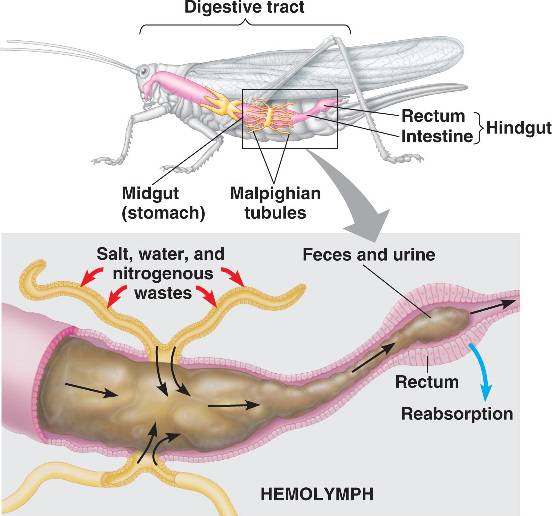 Digestive tract
Rectum
Intestine
Hindgut
Midgut
(stomach)
Malpighian
tubules
Salt, water, and
nitrogenous
wastes
Feces and urine
Rectum
Reabsorption
HEMOLYMPH